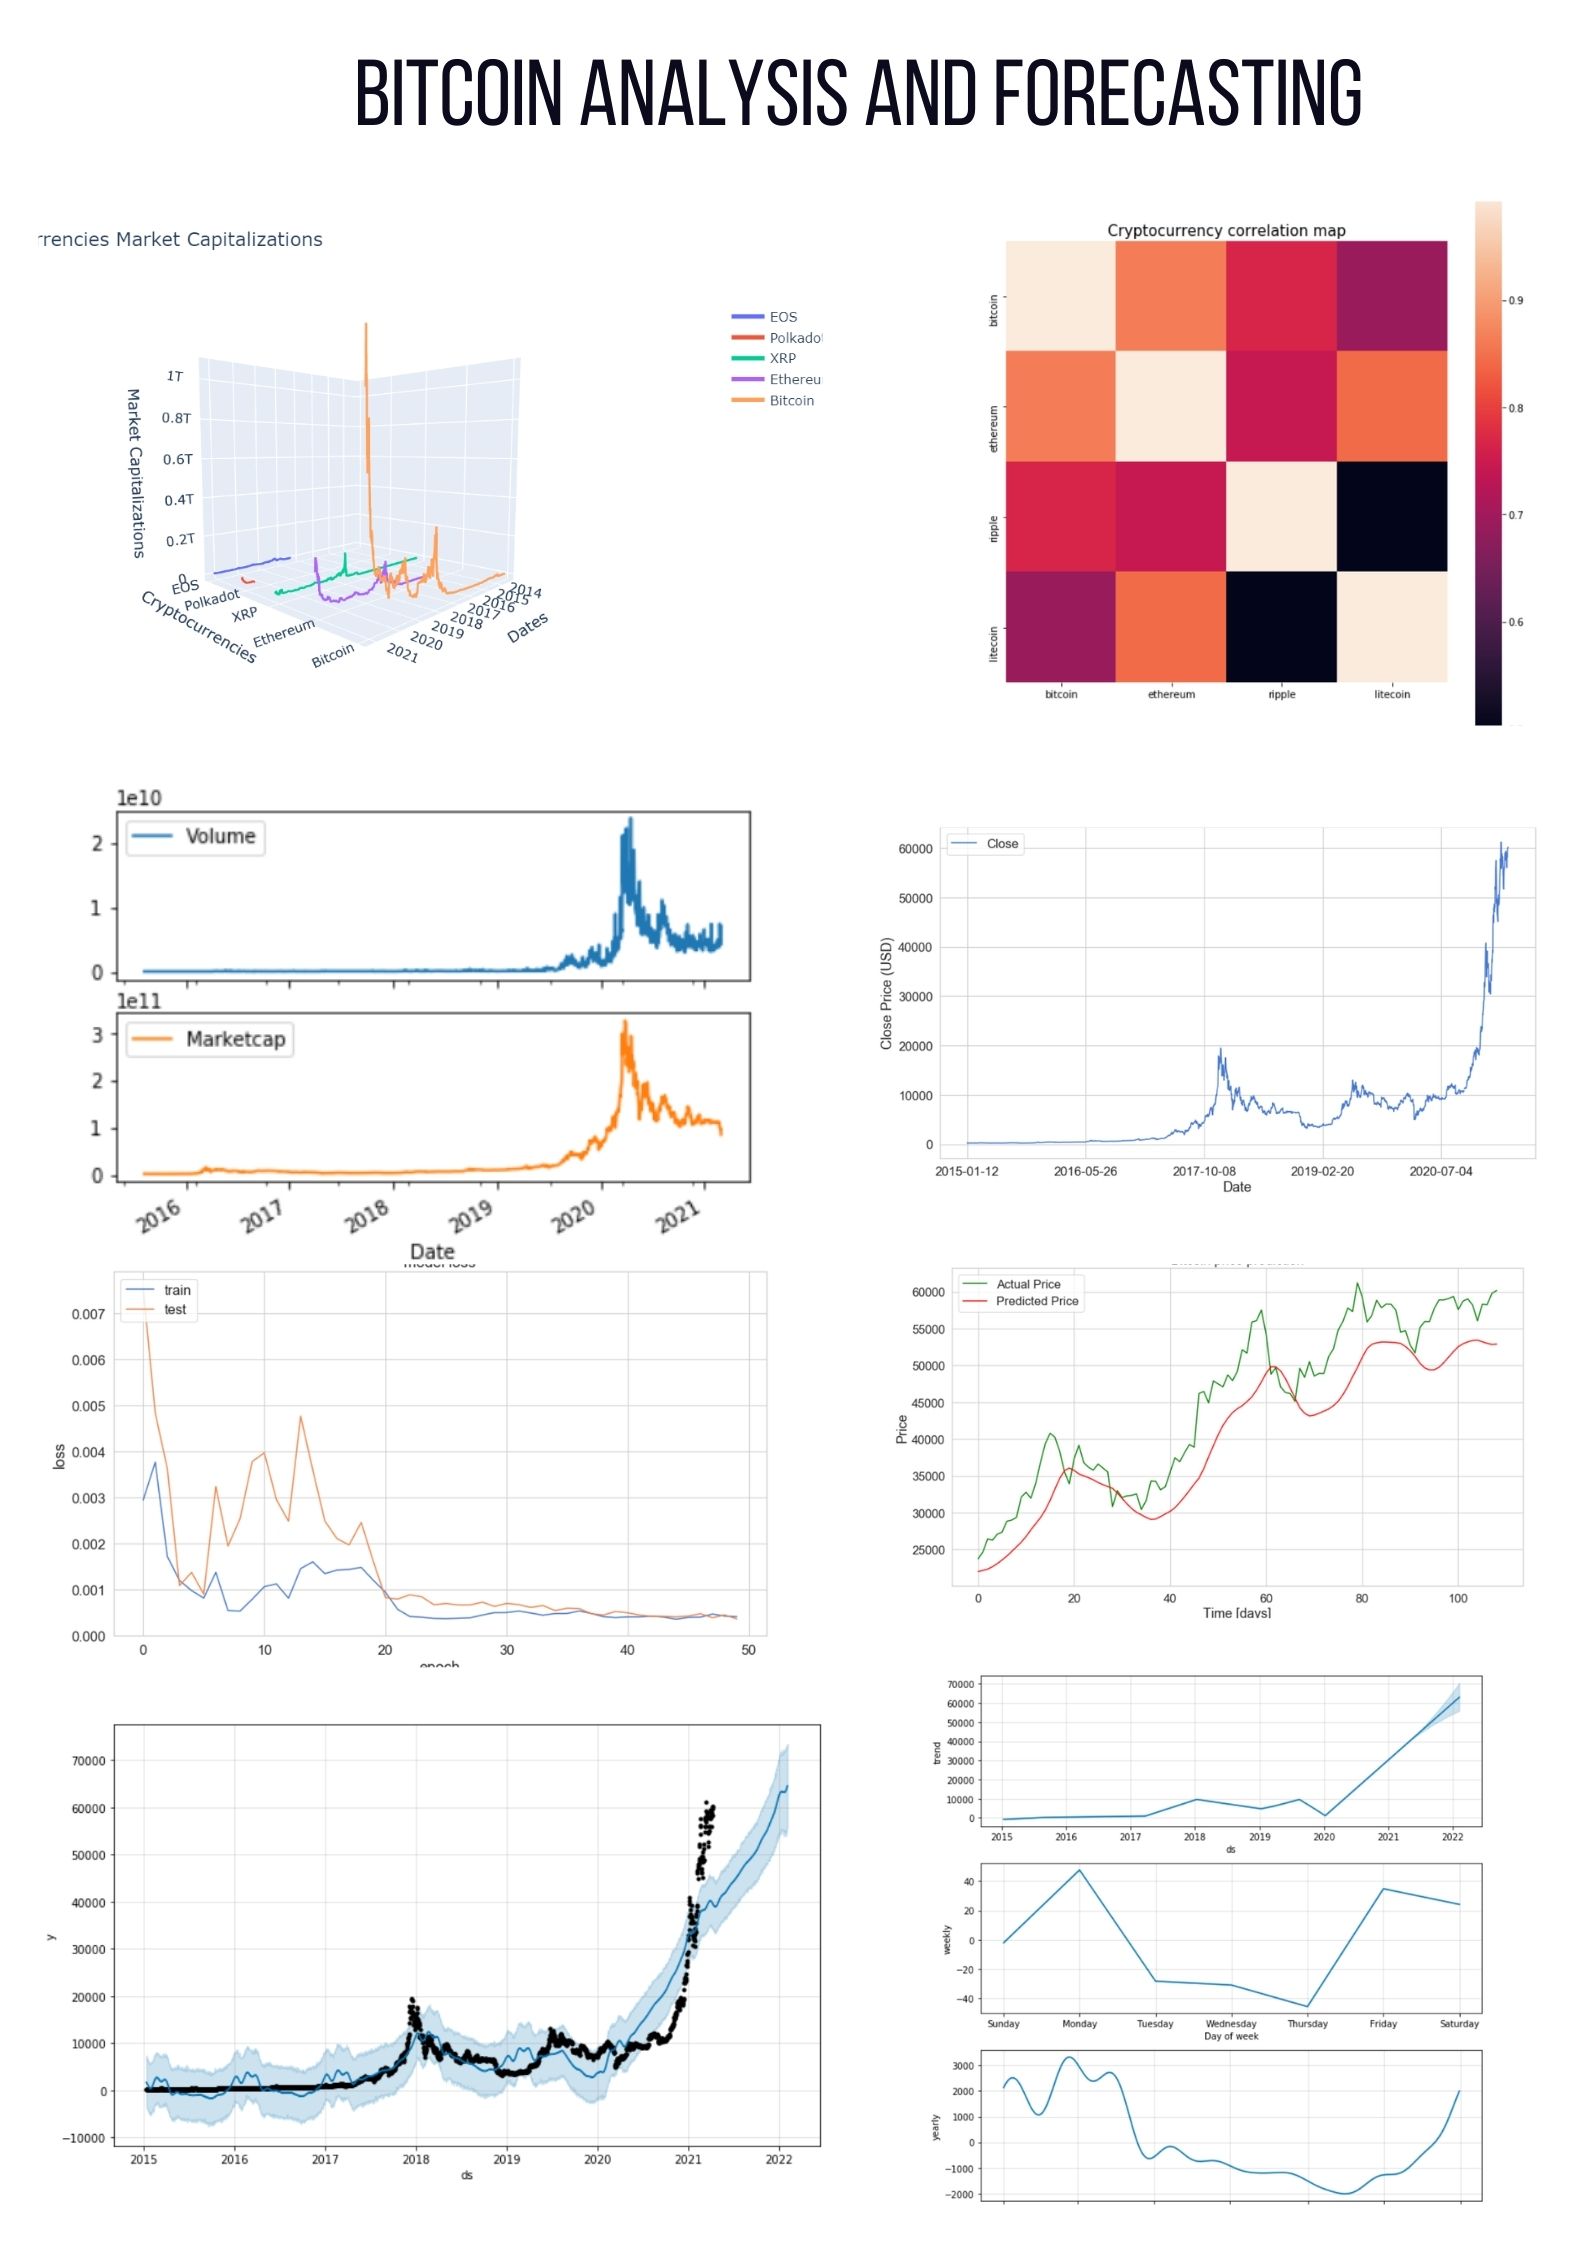 BITCOIN ANALYSIS AND FORECASTING
rrencies Market Capitalizations
EOS
Polkadot
XRP
Ethereu
Bitcoin
1T
0.8T
0.6T
0.4T
0.2T
0
Market Capitalizations
EOS
Polkadot
XRP
Ethereum
Bitcoin
Cryptocurrencies
2014
2015
2016
2017
2018
2019
2020
2021
Dates
Cryptocurrency correlation map
bitcoin
ethereum
ripple
litecoin
bitcoin ethereum ripple litecoin
0.9
0.8
0.7
0.6
1e10
Volume
2
1
0
1e11
Marketcap
3
2
1
0
2016 2017 2018 2019 2020 2021
Date
Close
60000
50000
40000
30000
20000
10000
0
Close Price (USD)
2015-01-12 2016-05-26 2017-10-08 2019-02-20 2020-07-04
Date
model loss
train
test
0.007
0.006
0.005
0.004
0.003
0.002
0.001
0.000
loss
0 10 20 30 40 50
epoch
Bitcoin price prediction
Actual Price
Predicted Price
60000
55000
50000
45000
40000
35000
30000
25000
Price
0 20 40 60 80 100
Time [days]
70000
60000
50000
40000
30000
20000
10000
0
−10000
y
2015 2016 2017 2018 2019 2020 2021 2022
ds
70000
60000
50000
40000
30000
20000
10000
0
trend
2015 2016 2017 2018 2019 2020 2021 2022
ds
40
20
0
−20
−40
weekly
Sunday Monday Tuesday Wednesday Thursday Friday Saturday
Day of week
3000
2000
1000
0
−1000
−2000
yearly